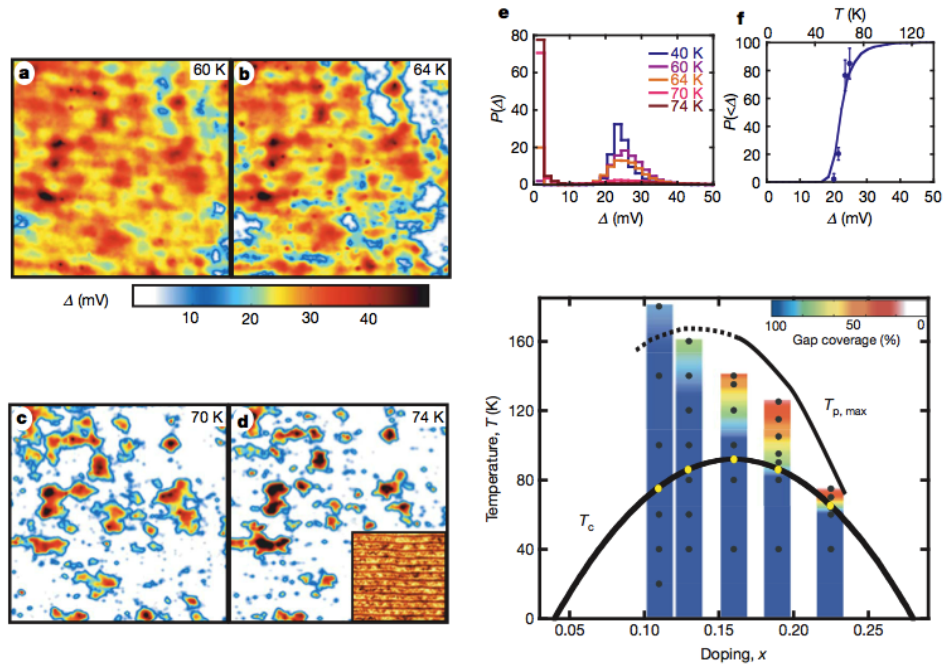 a
60 K
b
64 K
Δ (mV)
10
20
30
40
c
70 K
d
74 K
e
P(Δ)
80
60
40
20
0
40 K
60 K
64 K
70 K
74 K
0 10 20 30 40 50
Δ (mV)
f
T (K)
0 40 80 120
P(<Δ)
100
80
60
40
20
0
0 10 20 30 40 50
Δ (mV)
Temperature, T (K)
160
120
80
40
0
100 50 0
Gap coverage (%)
Tp, max
Tc
0.05 0.10 0.15 0.20 0.25
Doping, x